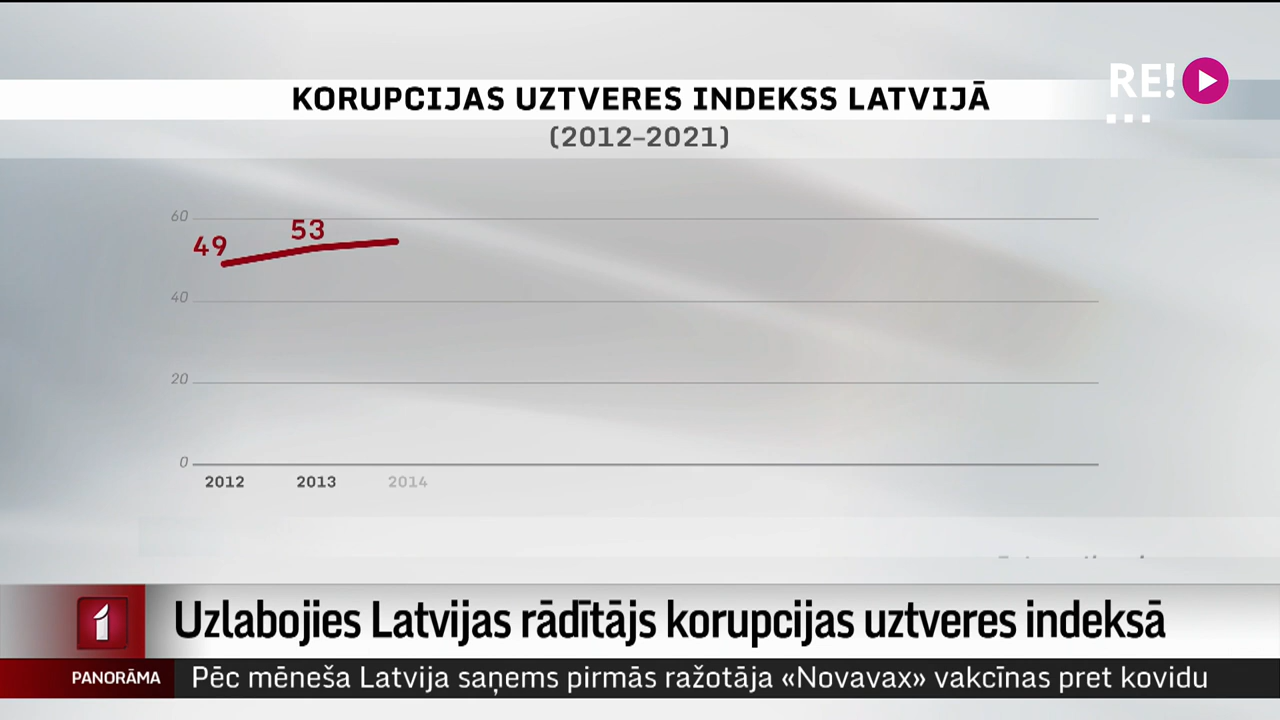 KORUPCIJAS UZTVERES INDEKSS LATVIJĀ
(2012–2021)
RE!
60
49
53
40
20
0
2012 2013 2014
1
Uzlabojies Latvijas rādītājs korupcijas uztveres indeksā
PANORĀMA Pēc mēneša Latvija saņems pirmās ražotāja «Novavax» vakcīnas pret kovidu